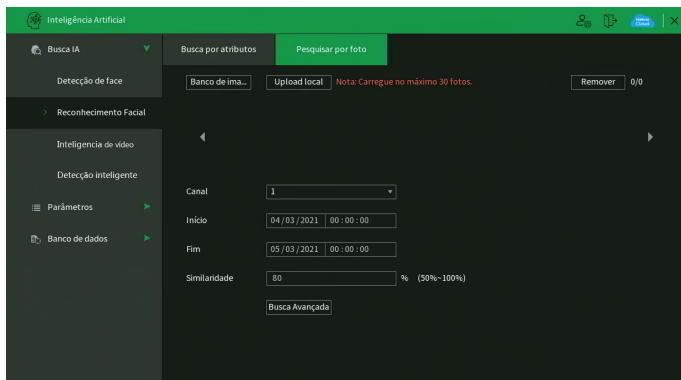 Inteligência Artificial
Busca IA
Detecção de face
> Reconhecimento Facial
Inteligencia de vídeo
Detecção inteligente
Parâmetros
Banco de dados
Busca por atributos
Pesquisar por foto
Banco de ima...
Upload local
Nota: Carregue no máximo 30 fotos.
Remover
0/0
Canal
1
Início
04/03/2021 00:00:00
Fim
05/03/2021 00:00:00
Similaridade
80
% (50%~100%)
Busca Avançada